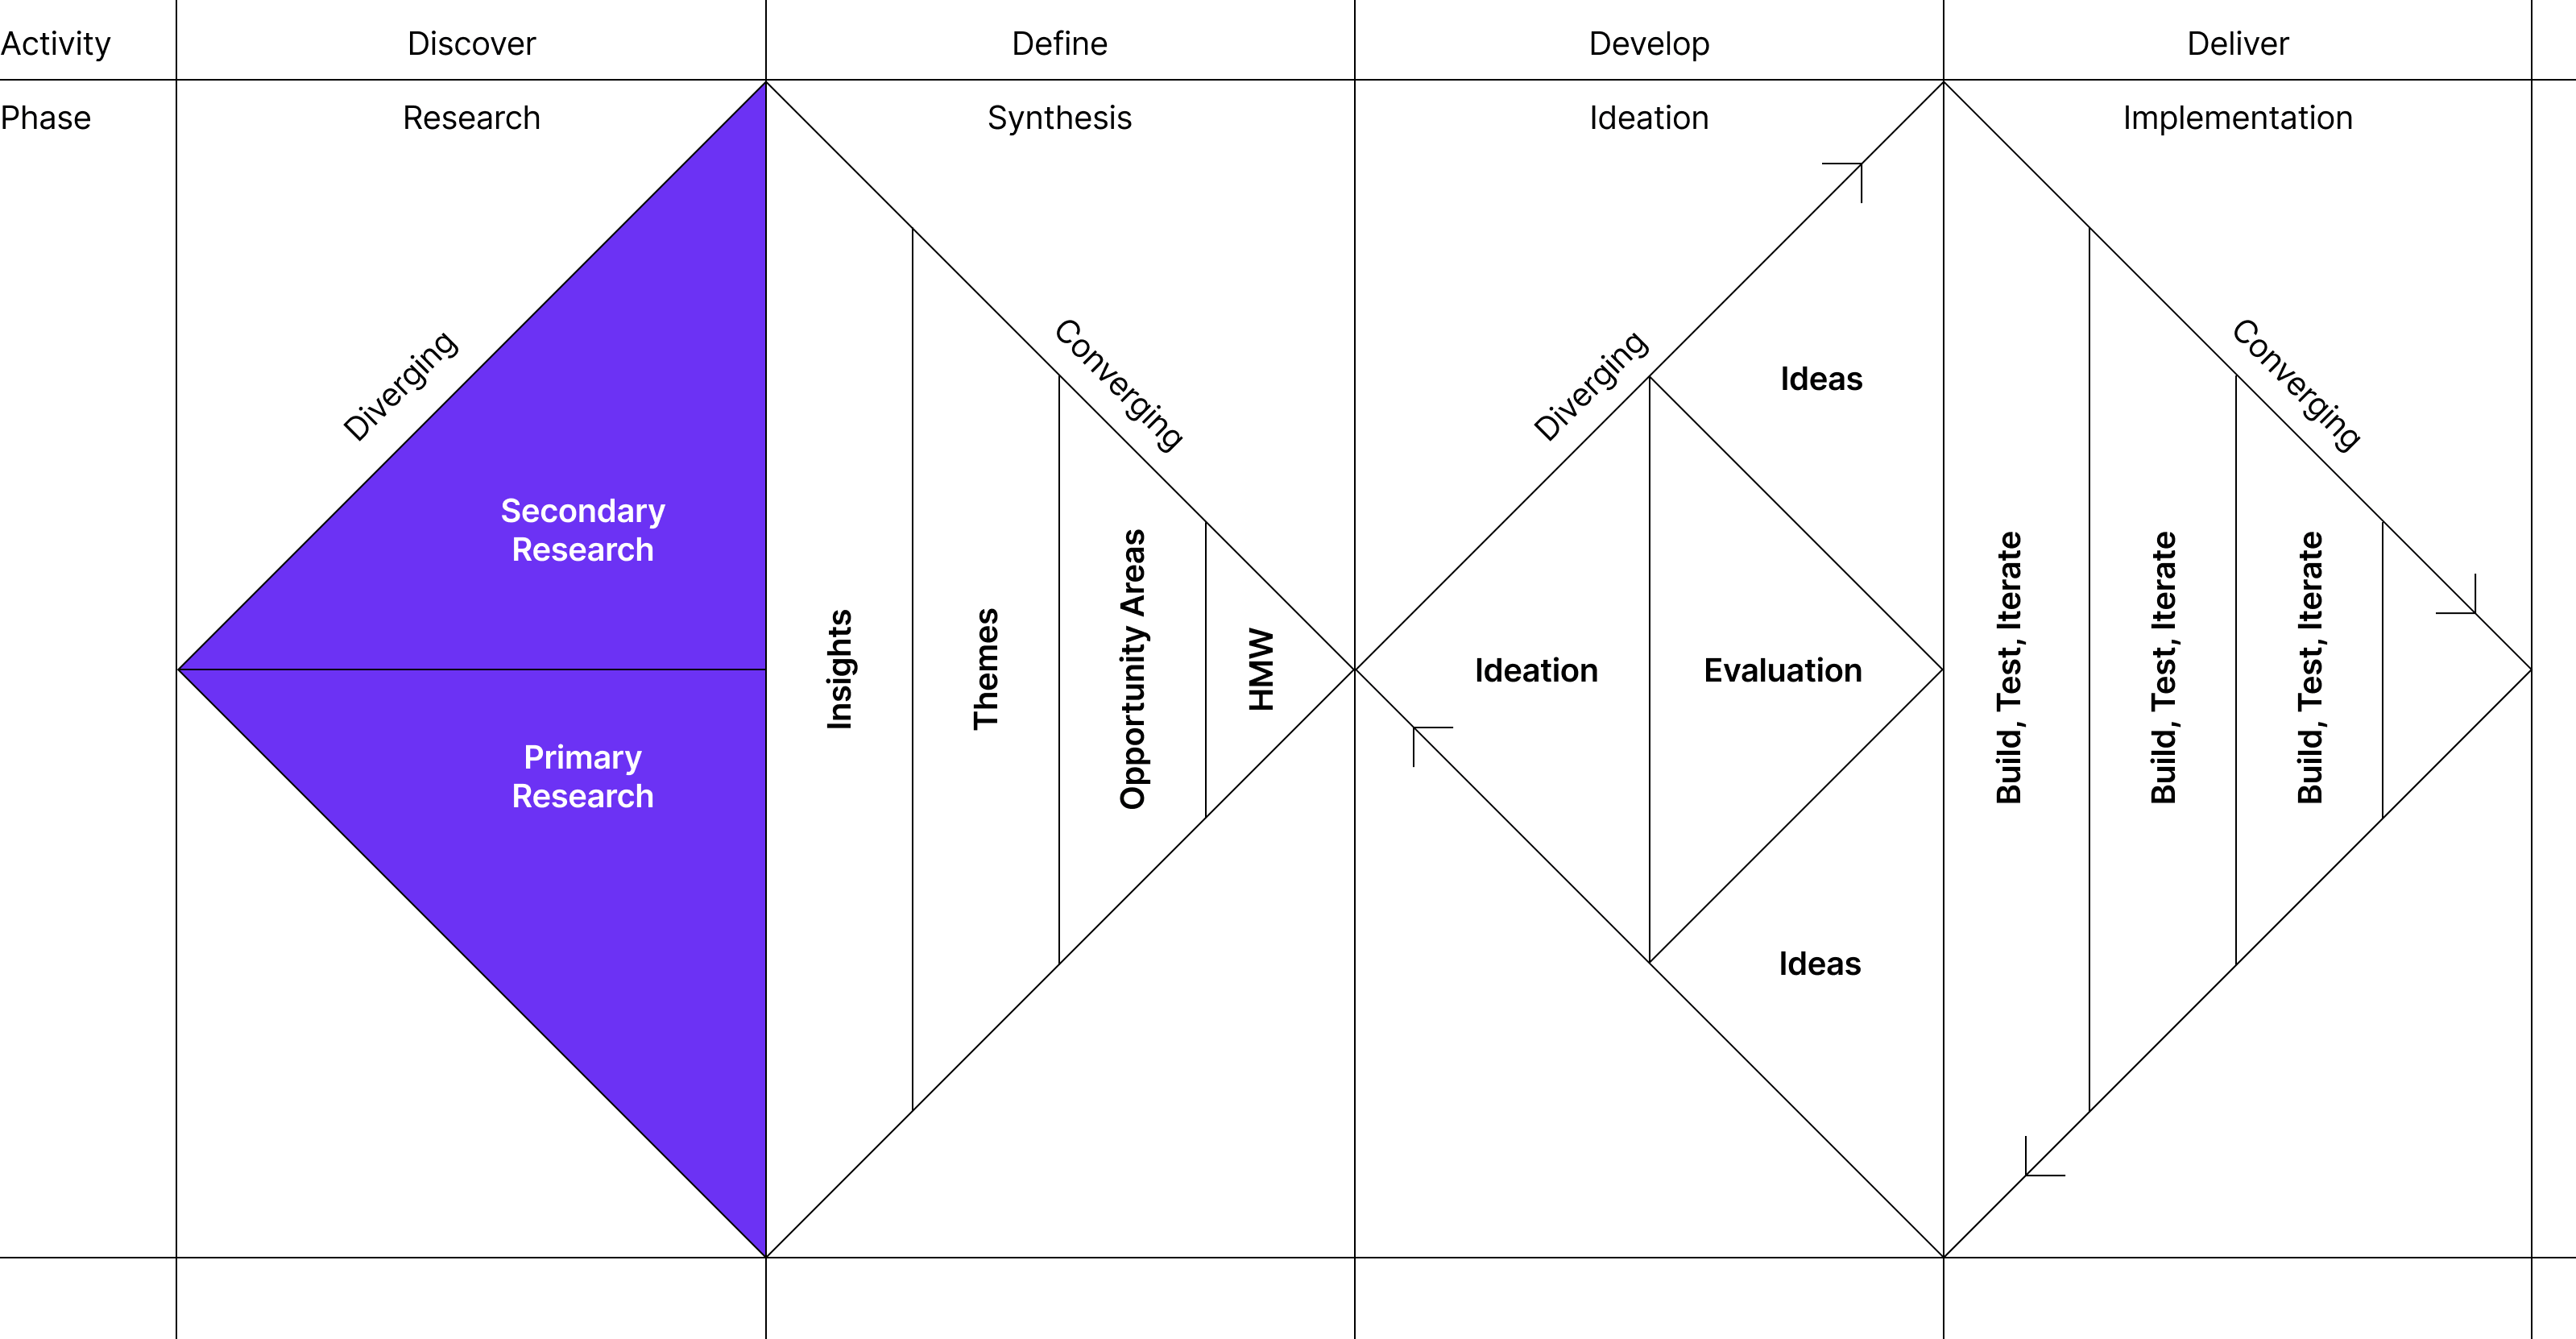 Activity
Discover
Define
Develop
Deliver
Phase
Research
Synthesis
Ideation
Implementation
Diverging
Secondary
Research
Primary
Research
Converging
Insights
Themes
Opportunity Areas
HMW
Diverging
Ideas
Ideation
Evaluation
Ideas
Converging
Build, Test, Iterate
Build, Test, Iterate
Build, Test, Iterate